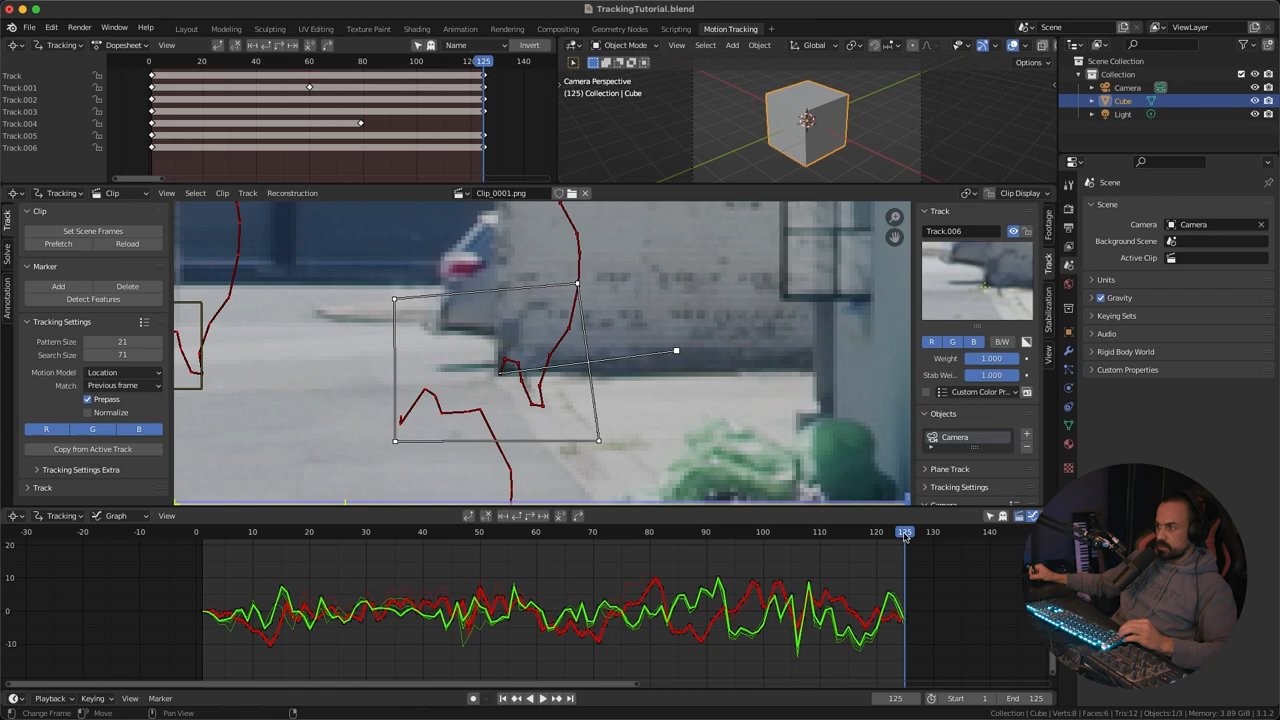 TrackingTutorial.blend
File Edit Render Window Help Layout Modeling Sculpting UV Editing Texture Paint Shading Animation Rendering Compositing Geometry Nodes Scripting Motion Tracking Scene ViewLayer
Tracking Dopesheet Name Invert
Object Mode View Select Add Object Global
Options
0 20 40 60 80 100 125 140
Track
Track.001
Track.002
Track.003
Track.004
Track.005
Track.006
Camera Perspective
(125) Collection | Cube
Scene Collection
Collection
Camera
Cube
Light
Tracking Clip View Select Clip Track Reconstruction Clip_0001.png Clip Display
Track
Solve
Annotation
Clip
Set Scene Frames
Prefetch Reload
Marker
Add Delete
Detect Features
Tracking Settings
Pattern Size 21
Search Size 71
Motion Model Location
Match Previous frame
Prepass
Normalize
R G B
Copy from Active Track
Tracking Settings Extra
Track
Track
Track.006
R G B B/W
Weight 1.000
Stab Wei... 1.000
Custom Color Pr...
Objects
Camera
Plane Track
Tracking Settings
Footage
Track
Stabilization
View
Scene
Scene
Camera Camera
Background Scene
Active Clip
Units
Gravity
Keying Sets
Audio
Rigid Body World
Custom Properties
Tracking Graph View
-30 -20 -10 0 10 20 30 40 50 60 70 80 90 100 110 125 130 140
20
10
0
-10
Playback Keying View Marker 125 Start 1 End 125
Change Frame Move Pan View Collection | Cube | Verts:8 | Faces:6 | Tris:12 | Objects:1/3 | Memory: 3.89 GiB | 3.1.2